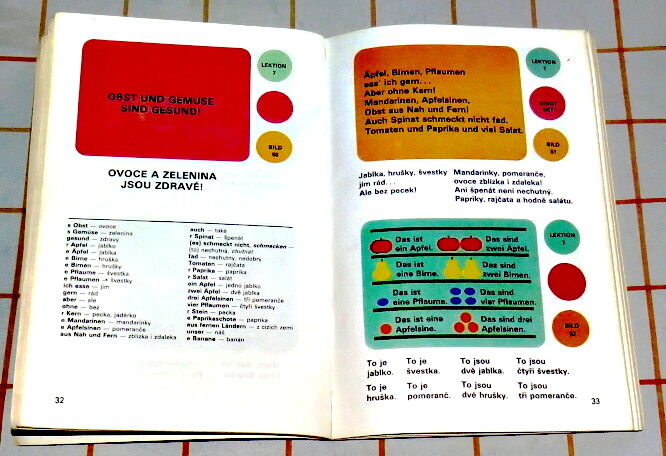 OBST UND GEMÜSE
SIND GESUND!
LEKTION
7
BILD
OVOCE A ZELENINA
JSOU ZDRAVÉ!
s Obst — ovoce
s Gemüse — zelenina
gesund — zdravý
r Apfel — jablko
e Äpfel — jablka
e Birne — hruška
e Birnen — hrušky
e Pflaume — švestka
e Pflaumen — švestky
ich esse — jím
gern — rád
aber — ale
ohne — bez
r Kern — pecka, jadérko
e Mandarinen — mandarinky
e Apfelsinen — pomeranče
aus Nah und Fern — zblízka i zdaleka
auch — také
r Spinat — špenát
(es) schmeckt nicht, schmecken —
(to) nechutná, chutnat
fad — nechutný, nedobrý
Tomaten — rajčata
r Paprika — paprika
r Salat — salát
ein Apfel — jedno jablko
zwei Äpfel — dvě jablka
drei Apfelsinen — tři pomeranče
vier Pflaumen — čtyři švestky
r Stein — pecka
e Paprikaschote — paprika
aus fernen Ländern — z cizích zemí
unser — náš
e Banane — banán
32
Äpfel, Birnen, Pflaumen
ess' ich gern...
Aber ohne Kern!
Mandarinen, Apfelsinen,
Obst aus Nah und Fern!
Auch Spinat schmeckt nicht fad.
Tomaten und Paprika und viel Salat.
LEKTION
7
SINGT
MIT!
BILD
51
Jablka, hrušky, švestky
jím rád...
Ale bez pecek!
Mandarinky, pomeranče,
ovoce zblízka i zdaleka!
Ani špenát není nechutný.
Papriky, rajčata a hodně salátu.
Das ist
ein Apfel.
Das sind
zwei Äpfel.
Das ist
eine Birne.
Das sind
zwei Birnen.
Das ist
eine Pflaume.
Das sind
vier Pflaumen.
Das ist eine
Apfelsine.
Das sind drei
Apfelsinen.
LEKTION
7
BILD
52
To je
jablko.
To je
švestka.
To jsou
dvě jablka.
To jsou
čtyři švestky.
To je
hruška.
To je
pomeranč.
To jsou
dvě hrušky.
To jsou
tři pomeranče.
33